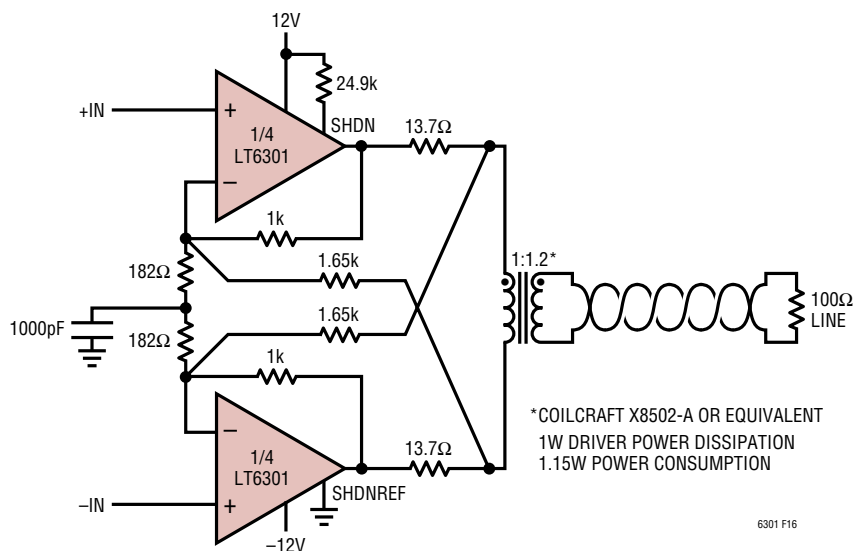 12V
24.9k
+IN
+
1/4
LT6301
SHDN
13.7Ω
–
1k
1.65k
1:1.2*
182Ω
100Ω
LINE
1000pF
1.65k
182Ω
1k
*COILCRAFT X8502-A OR EQUIVALENT
1W DRIVER POWER DISSIPATION
1.15W POWER CONSUMPTION
–
1/4
LT6301
13.7Ω
SHDNREF
–IN
+
–12V
6301 F16